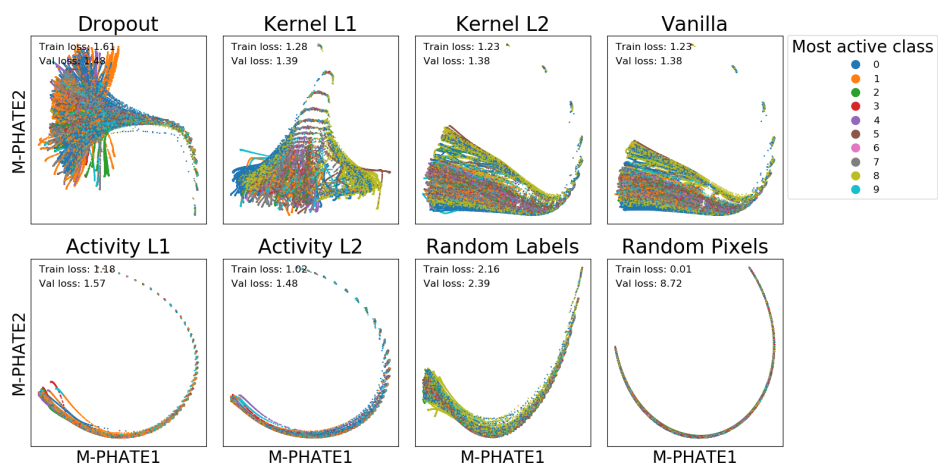 Dropout
Train loss: 1.61
Val loss: 1.48
Kernel L1
Train loss: 1.28
Val loss: 1.39
Kernel L2
Train loss: 1.23
Val loss: 1.38
Vanilla
Train loss: 1.23
Val loss: 1.38
M-PHATE2
Most active class
0
1
2
3
4
5
6
7
8
9
Activity L1
Train loss: 1.18
Val loss: 1.57
Activity L2
Train loss: 1.02
Val loss: 1.48
Random Labels
Train loss: 2.16
Val loss: 2.39
Random Pixels
Train loss: 0.01
Val loss: 8.72
M-PHATE2
M-PHATE1
M-PHATE1
M-PHATE1
M-PHATE1